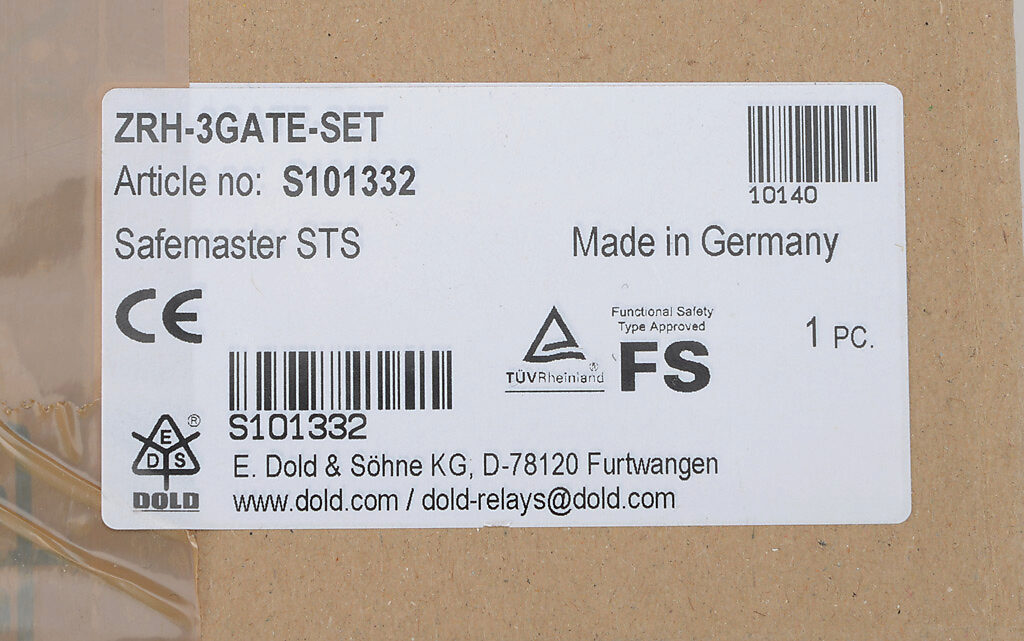 ZRH-3GATE-SET
Article no: S101332
10140
Safemaster STS
Made in Germany
CE
Functional Safety
Type Approved
FS
TÜVRheinland®
1 PC.
S101332
E
D S
®
DOLD
E. Dold & Söhne KG, D-78120 Furtwangen
www.dold.com / dold-relays@dold.com